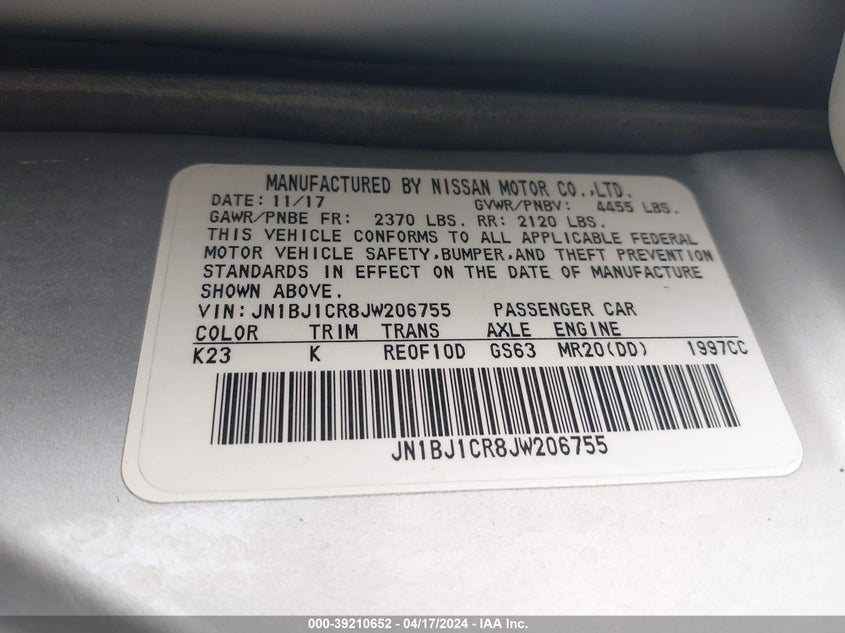 MANUFACTURED BY NISSAN MOTOR CO.,LTD.
DATE: 11/17 GVWR/PNBV: 4455 LBS.
GAWR/PNBE FR: 2370 LBS. RR: 2120 LBS.
THIS VEHICLE CONFORMS TO ALL APPLICABLE FEDERAL
MOTOR VEHICLE SAFETY,BUMPER,AND THEFT PREVENTION
STANDARDS IN EFFECT ON THE DATE OF MANUFACTURE
SHOWN ABOVE.
VIN: JN1BJ1CR8JW206755 PASSENGER CAR
COLOR TRIM TRANS AXLE ENGINE
K23 K RE0F10D GS63 MR20(DD) 1997CC
JN1BJ1CR8JW206755
000-39210652 - 04/17/2024 - IAA Inc.